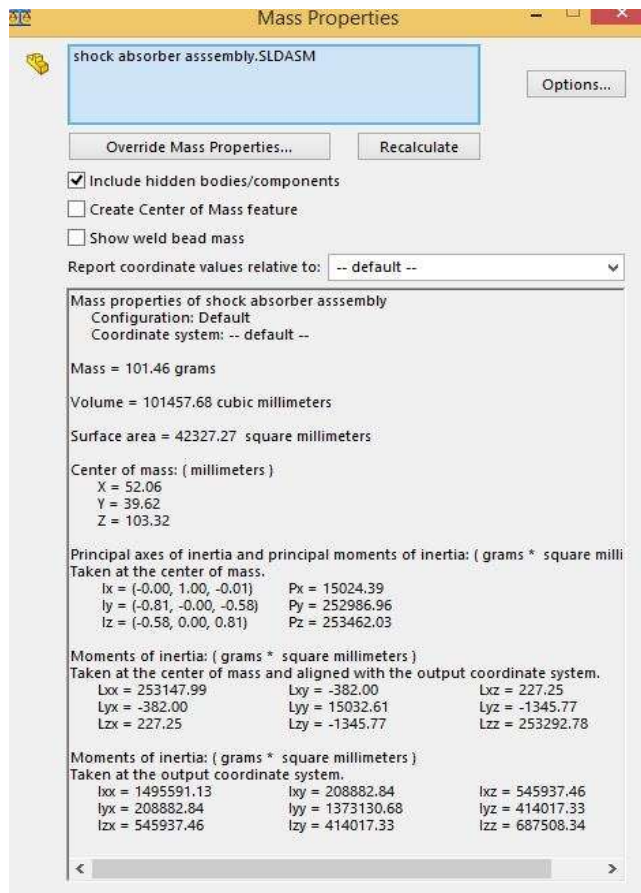 Mass Properties
shock absorber asssembly.SLDASM
Options...
Override Mass Properties... Recalculate
Include hidden bodies/components
Create Center of Mass feature
Show weld bead mass
Report coordinate values relative to: -- default --
Mass properties of shock absorber asssembly
Configuration: Default
Coordinate system: -- default --
Mass = 101.46 grams
Volume = 101457.68 cubic millimeters
Surface area = 42327.27 square millimeters
Center of mass: ( millimeters )
X = 52.06
Y = 39.62
Z = 103.32
Principal axes of inertia and principal moments of inertia: ( grams * square milli
Taken at the center of mass.
Ix = (-0.00, 1.00, -0.01) Px = 15024.39
Iy = (-0.81, -0.00, -0.58) Py = 252986.96
Iz = (-0.58, 0.00, 0.81) Pz = 253462.03
Moments of inertia: ( grams * square millimeters )
Taken at the center of mass and aligned with the output coordinate system.
Lxx = 253147.99 Lxy = -382.00 Lxz = 227.25
Lyx = -382.00 Lyy = 15032.61 Lyz = -1345.77
Lzx = 227.25 Lzy = -1345.77 Lzz = 253292.78
Moments of inertia: ( grams * square millimeters )
Taken at the output coordinate system.
Ixx = 1495591.13 Ixy = 208882.84 Ixz = 545937.46
Iyx = 208882.84 Iyy = 1373130.68 Iyz = 414017.33
Izx = 545937.46 Izy = 414017.33 Izz = 687508.34